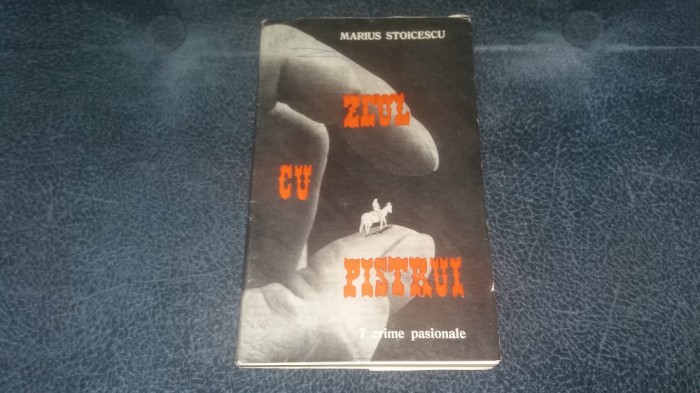 MARIUS STOICESCU
ZEUL
CU
PISTRUI
7 crime pasionale